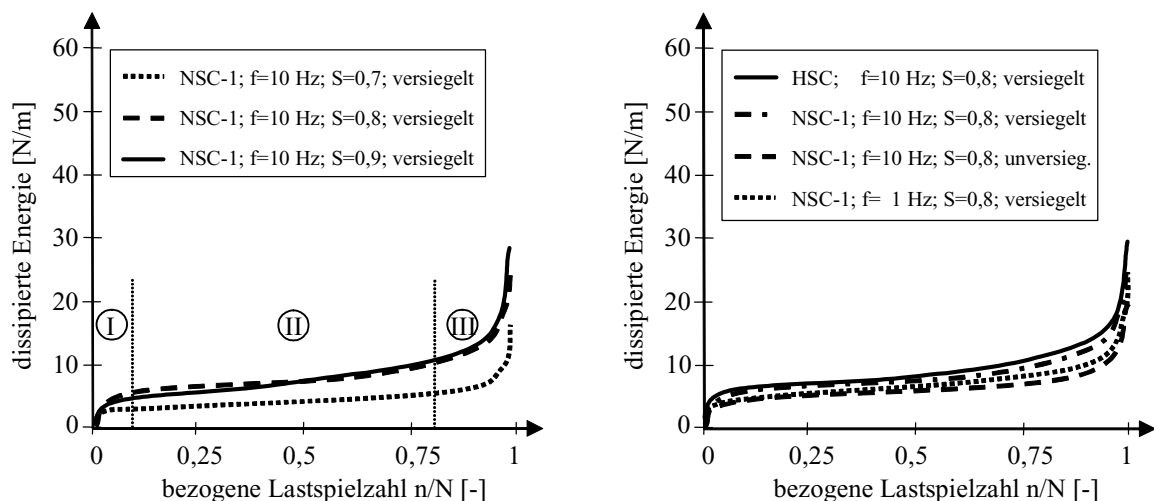 dissipierte Energie [N/m]
60
50
40
30
20
10
0
NSC-1; f=10 Hz; S=0,7; versiegelt
NSC-1; f=10 Hz; S=0,8; versiegelt
NSC-1; f=10 Hz; S=0,9; versiegelt
I
II
III
0
0,25
0,5
0,75
1
bezogene Lastspielzahl n/N [-]
dissipierte Energie [N/m]
60
50
40
30
20
10
0
HSC; f=10 Hz; S=0,8; versiegelt
NSC-1; f=10 Hz; S=0,8; versiegelt
NSC-1; f=10 Hz; S=0,8; unversieg.
NSC-1; f= 1 Hz; S=0,8; versiegelt
0
0,25
0,5
0,75
1
bezogene Lastspielzahl n/N [-]